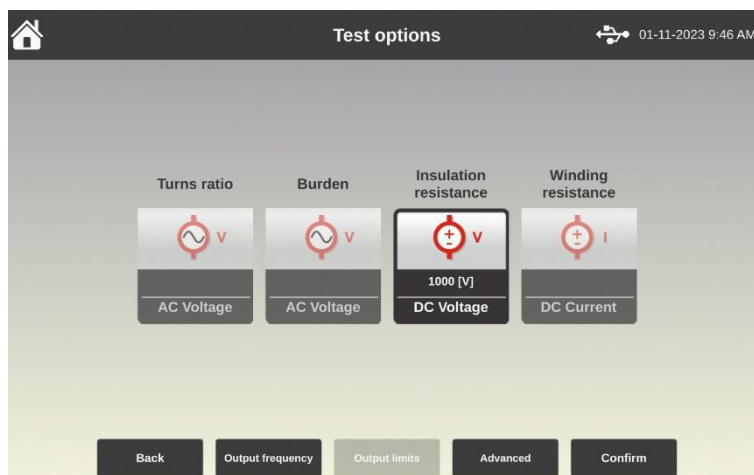 Test options
01-11-2023 9:46 AM
Turns ratio
Burden
Insulation
resistance
Winding
resistance
V
V
V
I
1000 [V]
AC Voltage
AC Voltage
DC Voltage
DC Current
Back
Output frequency
Output limits
Advanced
Confirm